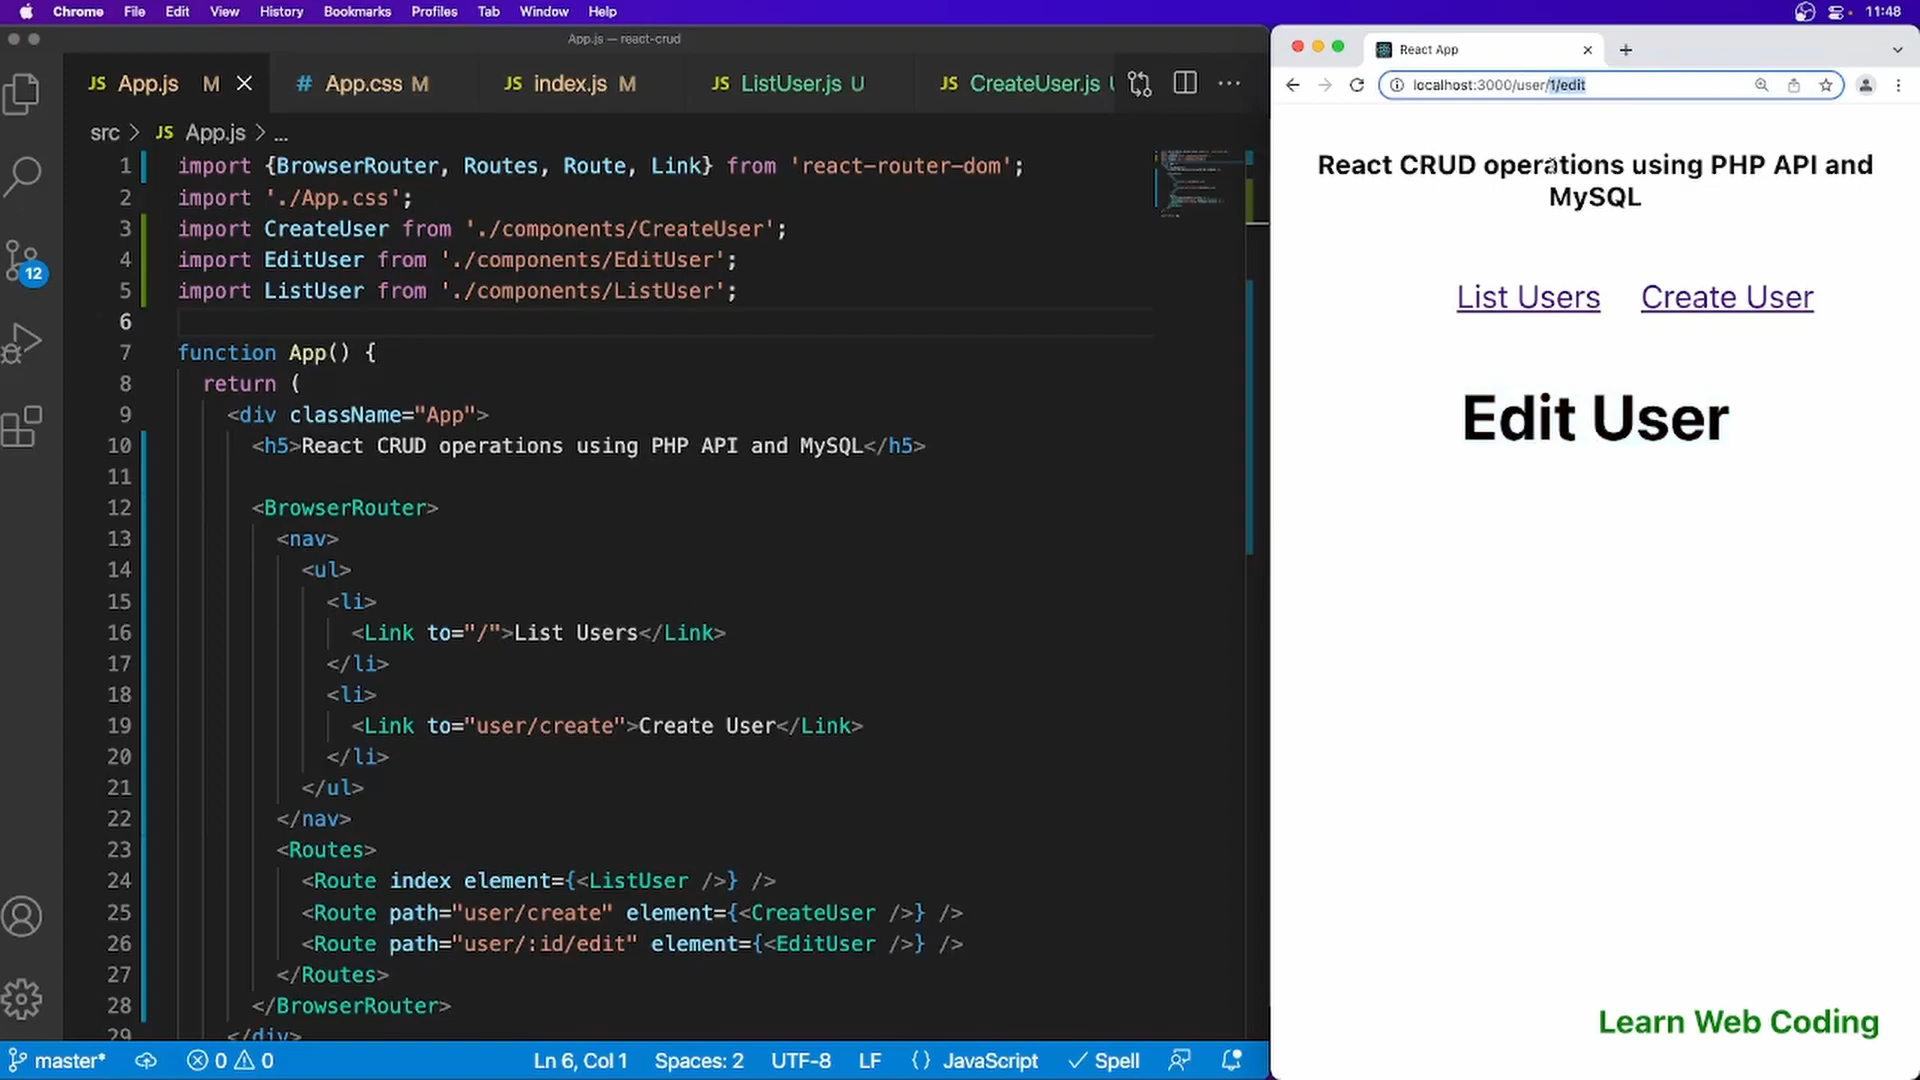 Chrome File Edit View History Bookmarks Profiles Tab Window Help 11:48
App.js — react-crud
JS App.js M
# App.css M
JS index.js M
JS ListUser.js U
JS CreateUser.js
src > JS App.js > ...
1 import {BrowserRouter, Routes, Route, Link} from 'react-router-dom';
2 import './App.css';
3 import CreateUser from './components/CreateUser';
4 import EditUser from './components/EditUser';
5 import ListUser from './components/ListUser';
6
7 function App() {
8 return (
9 <div className="App">
10 <h5>React CRUD operations using PHP API and MySQL</h5>
11
12 <BrowserRouter>
13 <nav>
14 <ul>
15 <li>
16 <Link to="/">List Users</Link>
17 </li>
18 <li>
19 <Link to="user/create">Create User</Link>
20 </li>
21 </ul>
22 </nav>
23 <Routes>
24 <Route index element={<ListUser />} />
25 <Route path="user/create" element={<CreateUser />} />
26 <Route path="user/:id/edit" element={<EditUser />} />
27 </Routes>
28 </BrowserRouter>
29 </div>
12
master* 0 0 Ln 6, Col 1 Spaces: 2 UTF-8 LF {} JavaScript Spell
React App
localhost:3000/user/1/edit
React CRUD operations using PHP API and
MySQL
List Users Create User
Edit User
Learn Web Coding